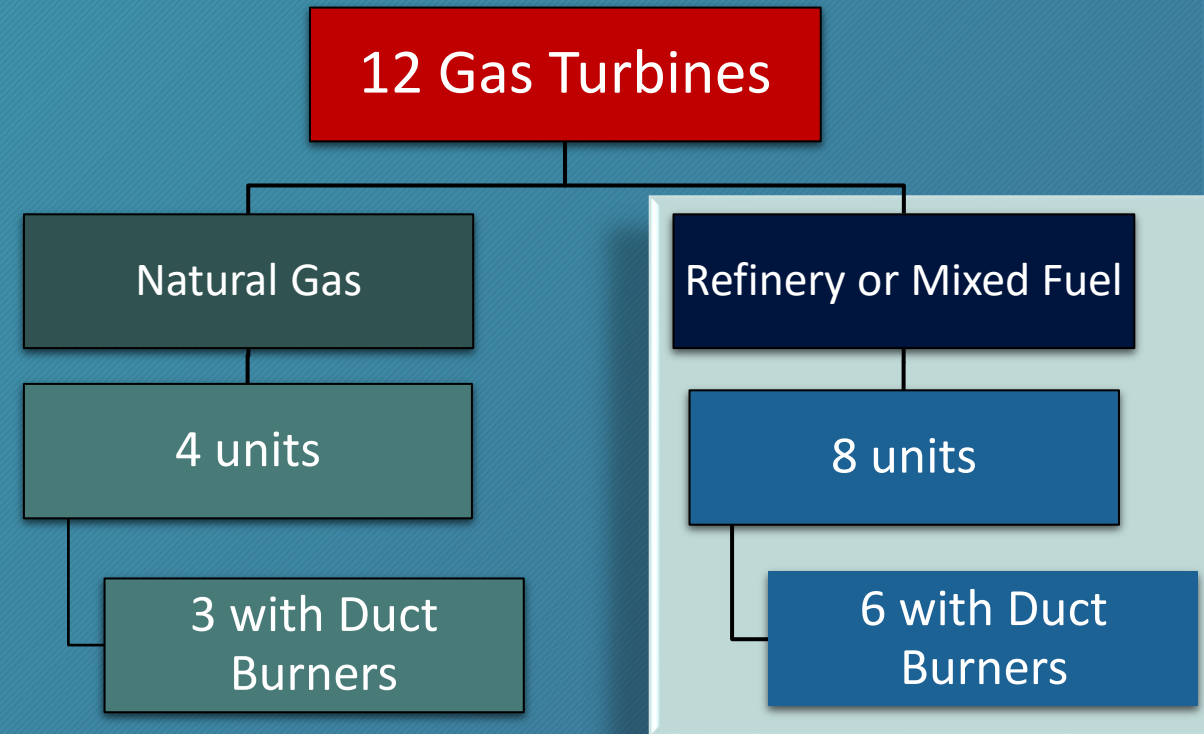 12 Gas Turbines
Natural Gas
Refinery or Mixed Fuel
4 units
8 units
3 with Duct
Burners
6 with Duct
Burners